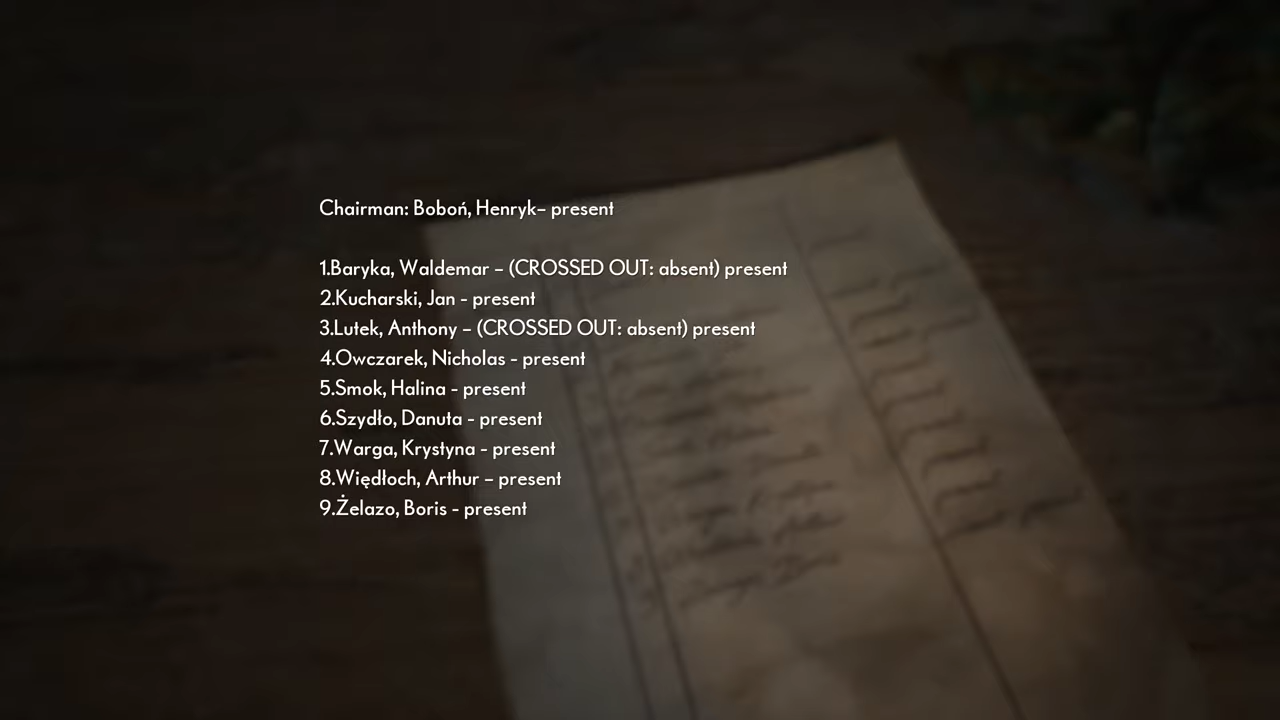 Chairman: Boboń, Henryk– present
1.Baryka, Waldemar – (CROSSED OUT: absent) present
2.Kucharski, Jan - present
3.Lutek, Anthony – (CROSSED OUT: absent) present
4.Owczarek, Nicholas - present
5.Smok, Halina - present
6.Szydło, Danuta - present
7.Warga, Krystyna - present
8.Więdłoch, Arthur – present
9.Żelazo, Boris - present